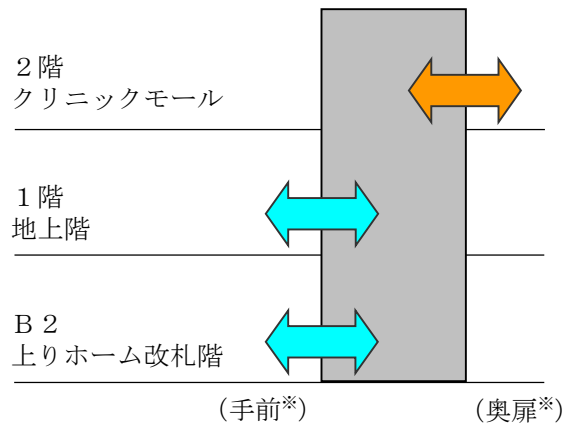 ２階
クリニックモール
１階
地上階
Ｂ２
上りホーム改札階
（手前※）
（奥扉※）